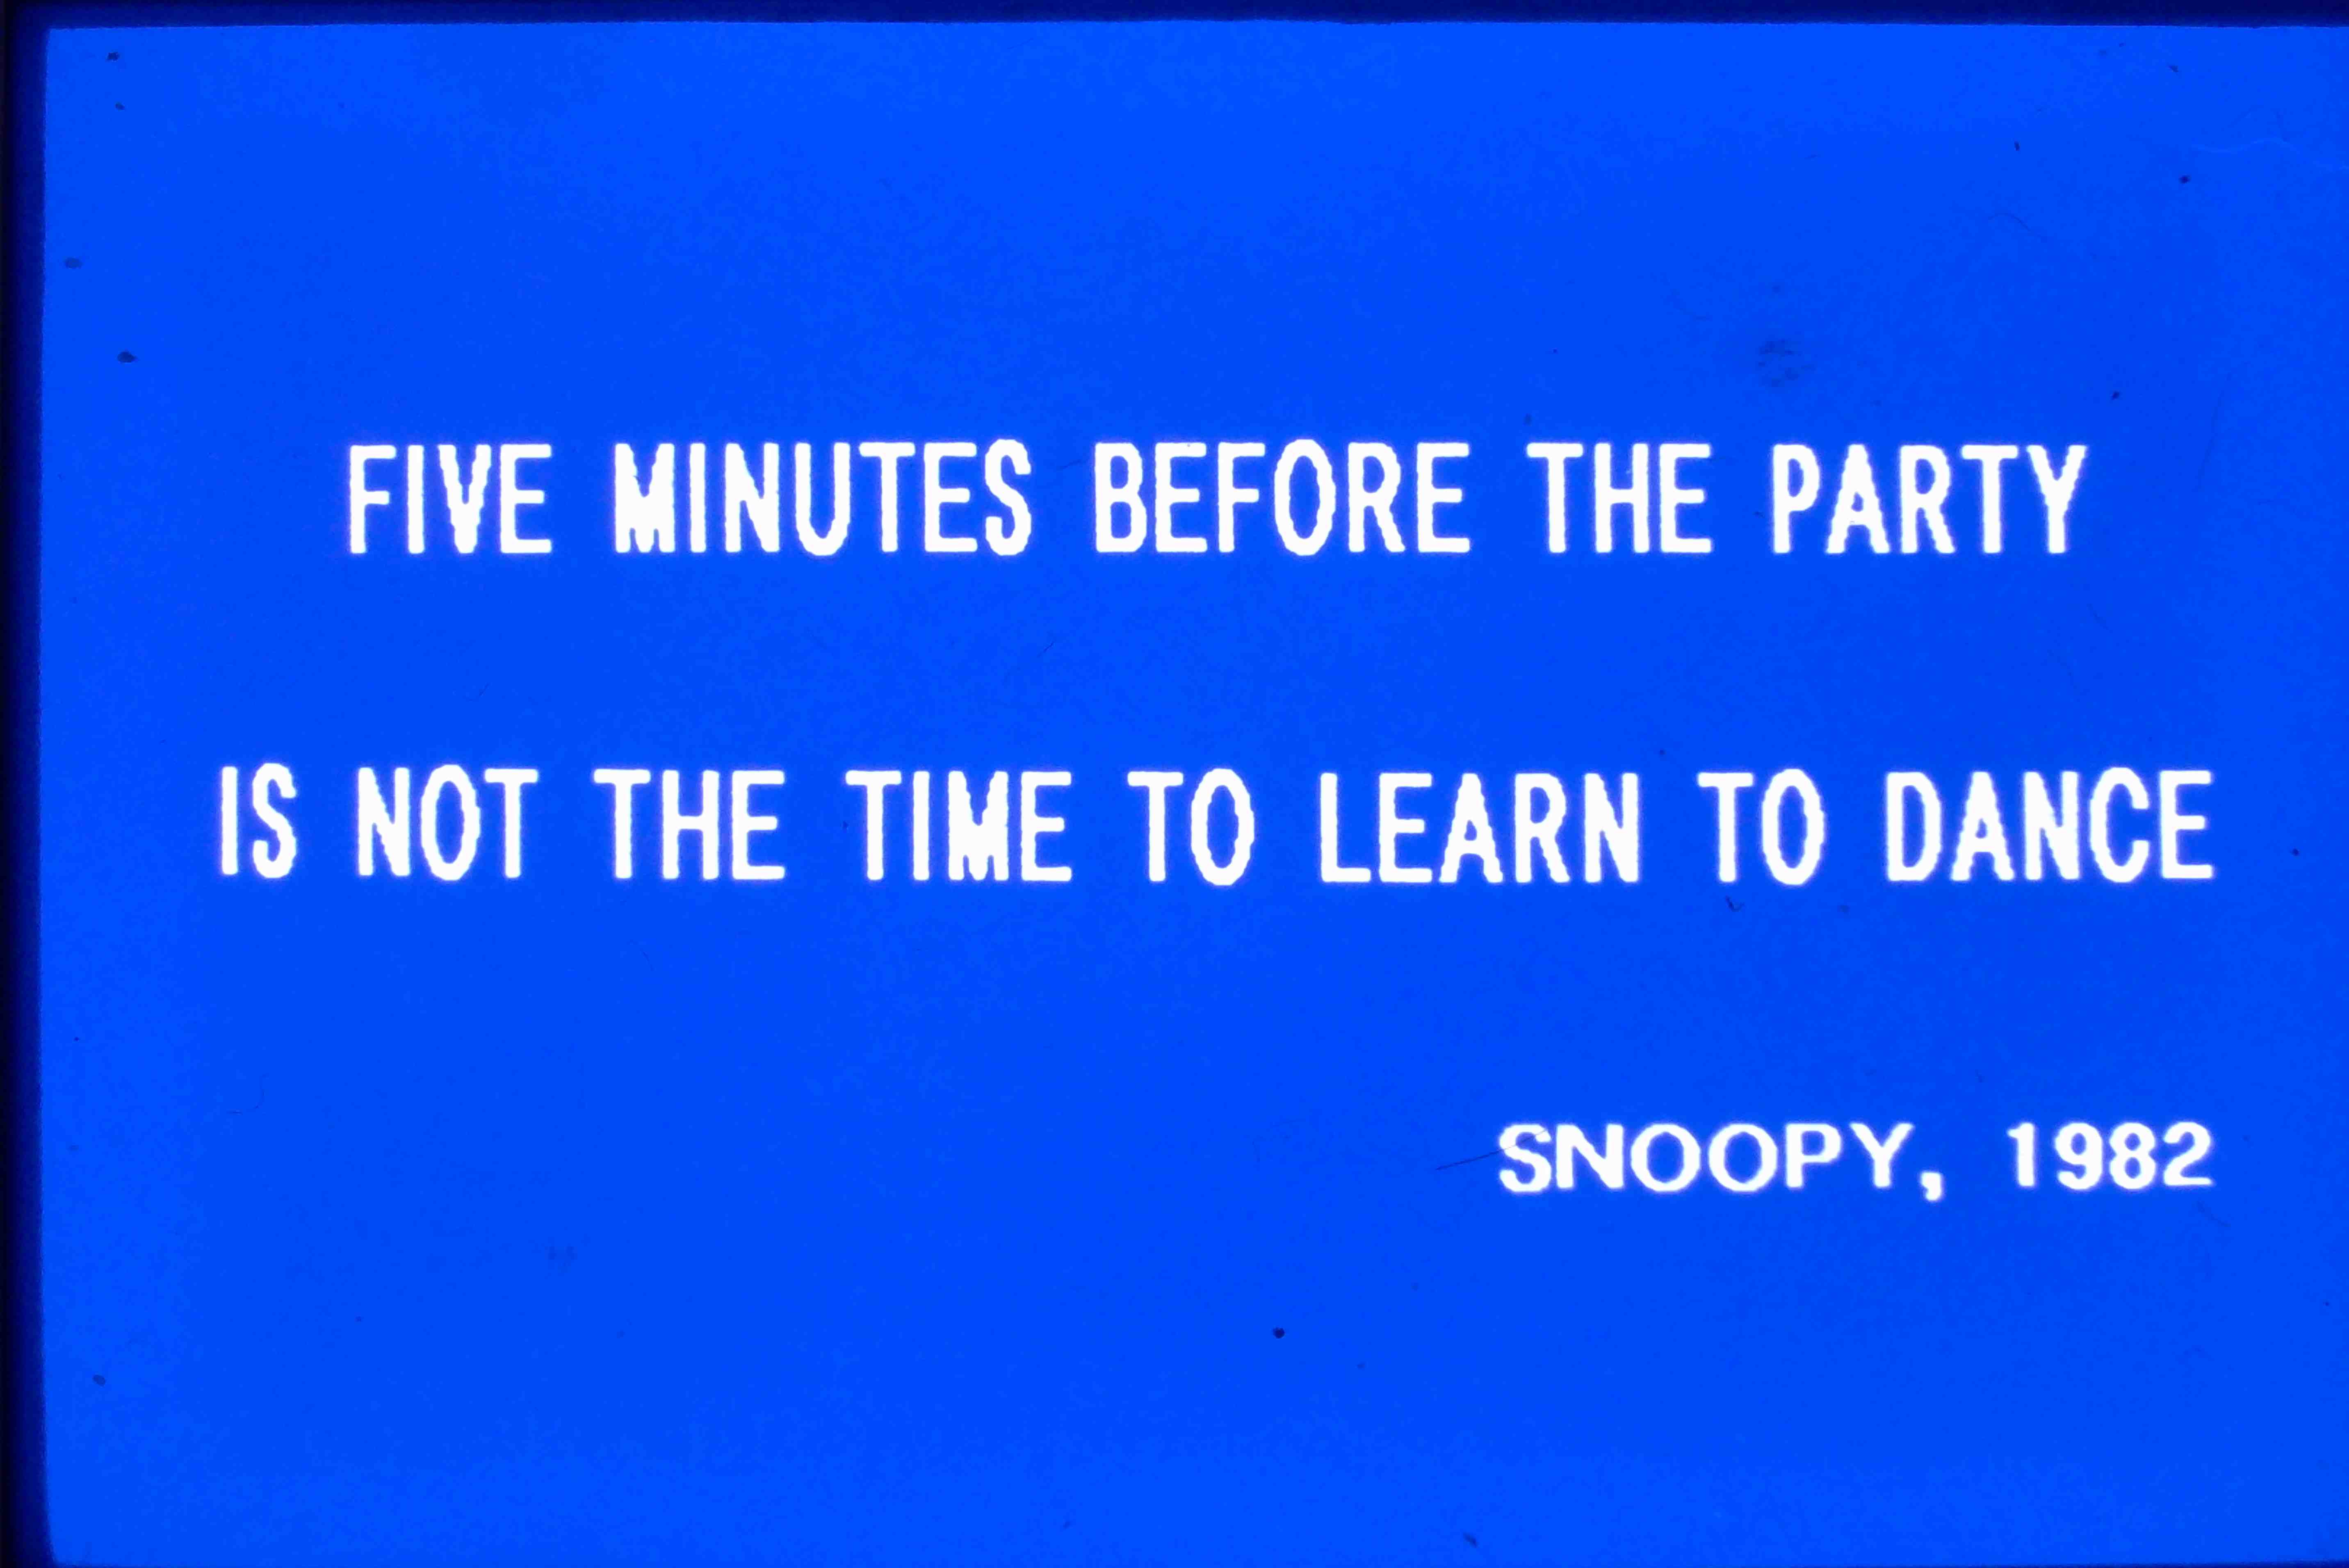 FIVE MINUTES BEFORE THE PARTY
IS NOT THE TIME TO LEARN TO DANCE
SNOOPY, 1982